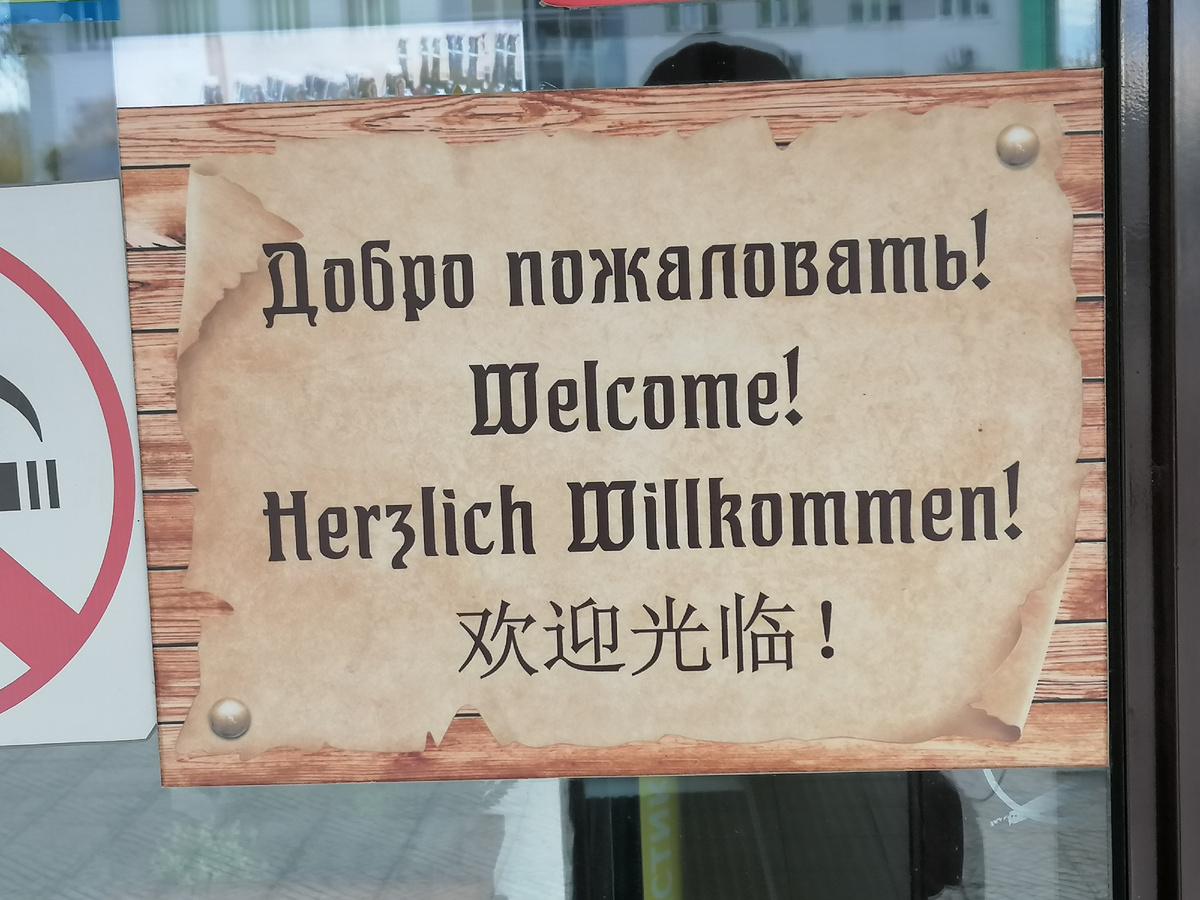 Добро пожаловать!
Welcome!
Herzlich Willkommen!
欢迎光临！